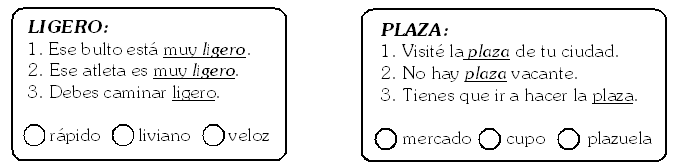 LIGERO:
1. Ese bulto está muy ligero.
2. Ese atleta es muy ligero.
3. Debes caminar ligero.
rápido liviano veloz
PLAZA:
1. Visité la plaza de tu ciudad.
2. No hay plaza vacante.
3. Tienes que ir a hacer la plaza.
mercado cupo plazuela